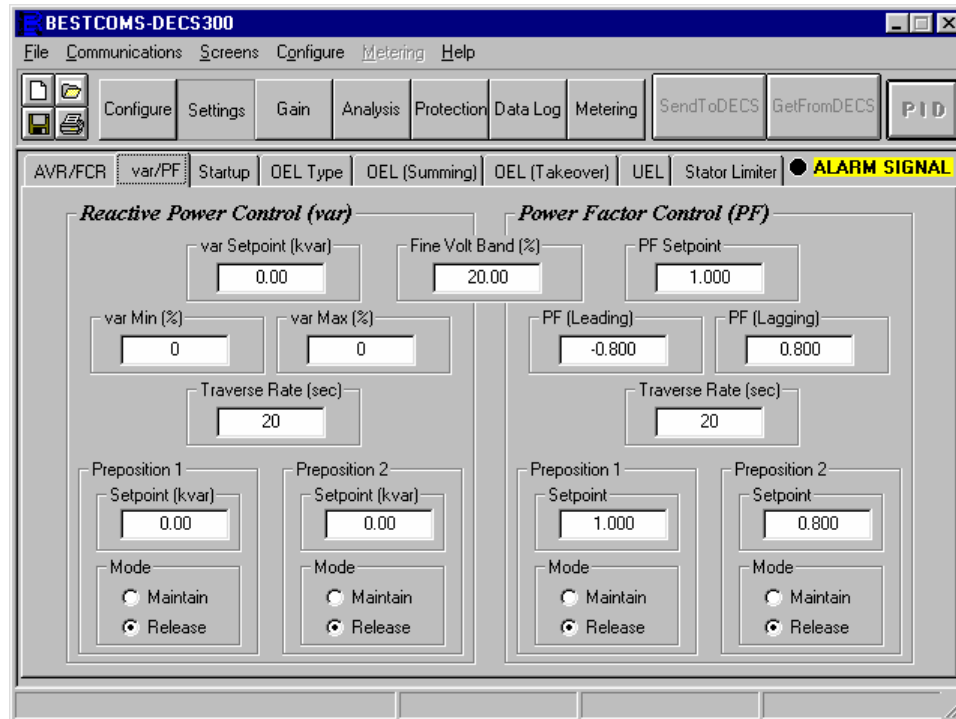 BESTCOMS-DECS300
File Communications Screens Configure Metering Help
Configure Settings Gain Analysis Protection Data Log Metering SendToDECS GetFromDECS PID
AVR/FCR var/PF Startup OEL Type OEL (Summing) OEL (Takeover) UEL Stator Limiter ALARM SIGNAL
Reactive Power Control (var) Power Factor Control (PF)
var Setpoint (kvar) Fine Volt Band (%) PF Setpoint
0.00 20.00 1.000
var Min (%) var Max (%) PF (Leading) PF (Lagging)
0 0 -0.800 0.800
Traverse Rate (sec) Traverse Rate (sec)
20 20
Preposition 1 Preposition 2 Preposition 1 Preposition 2
Setpoint (kvar) Setpoint (kvar) Setpoint Setpoint
0.00 0.00 1.000 0.800
Mode Mode Mode Mode
Maintain Maintain Maintain Maintain
Release Release Release Release